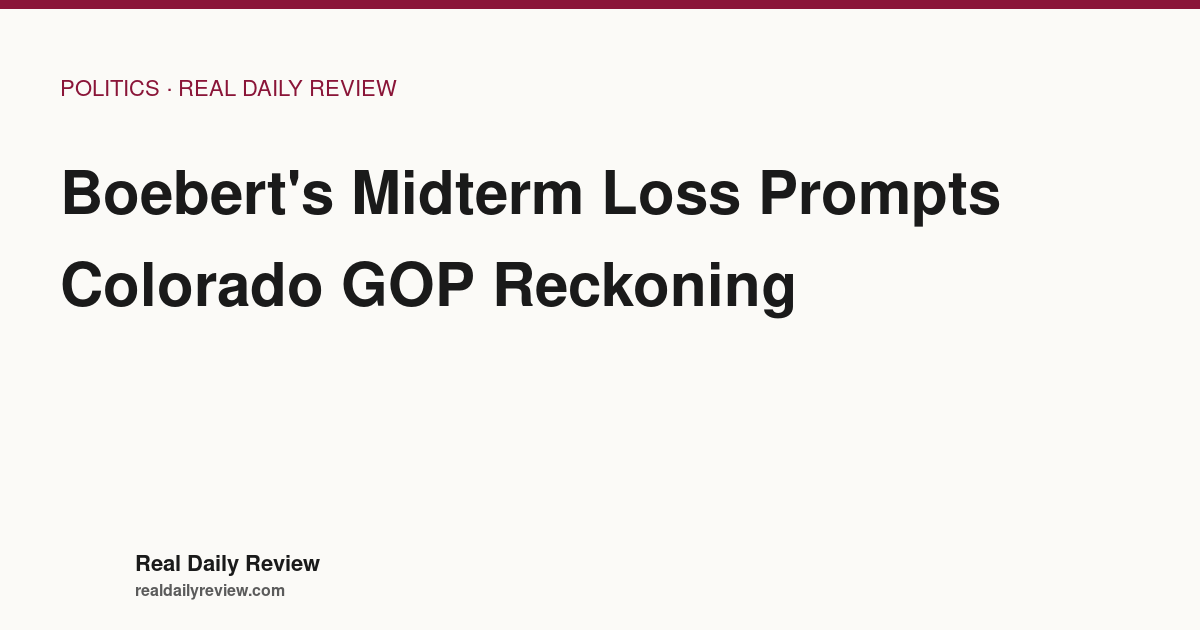 POLITICS · REAL DAILY REVIEW
Boebert's Midterm Loss Prompts
Colorado GOP Reckoning
Real Daily Review
realdailyreview.com